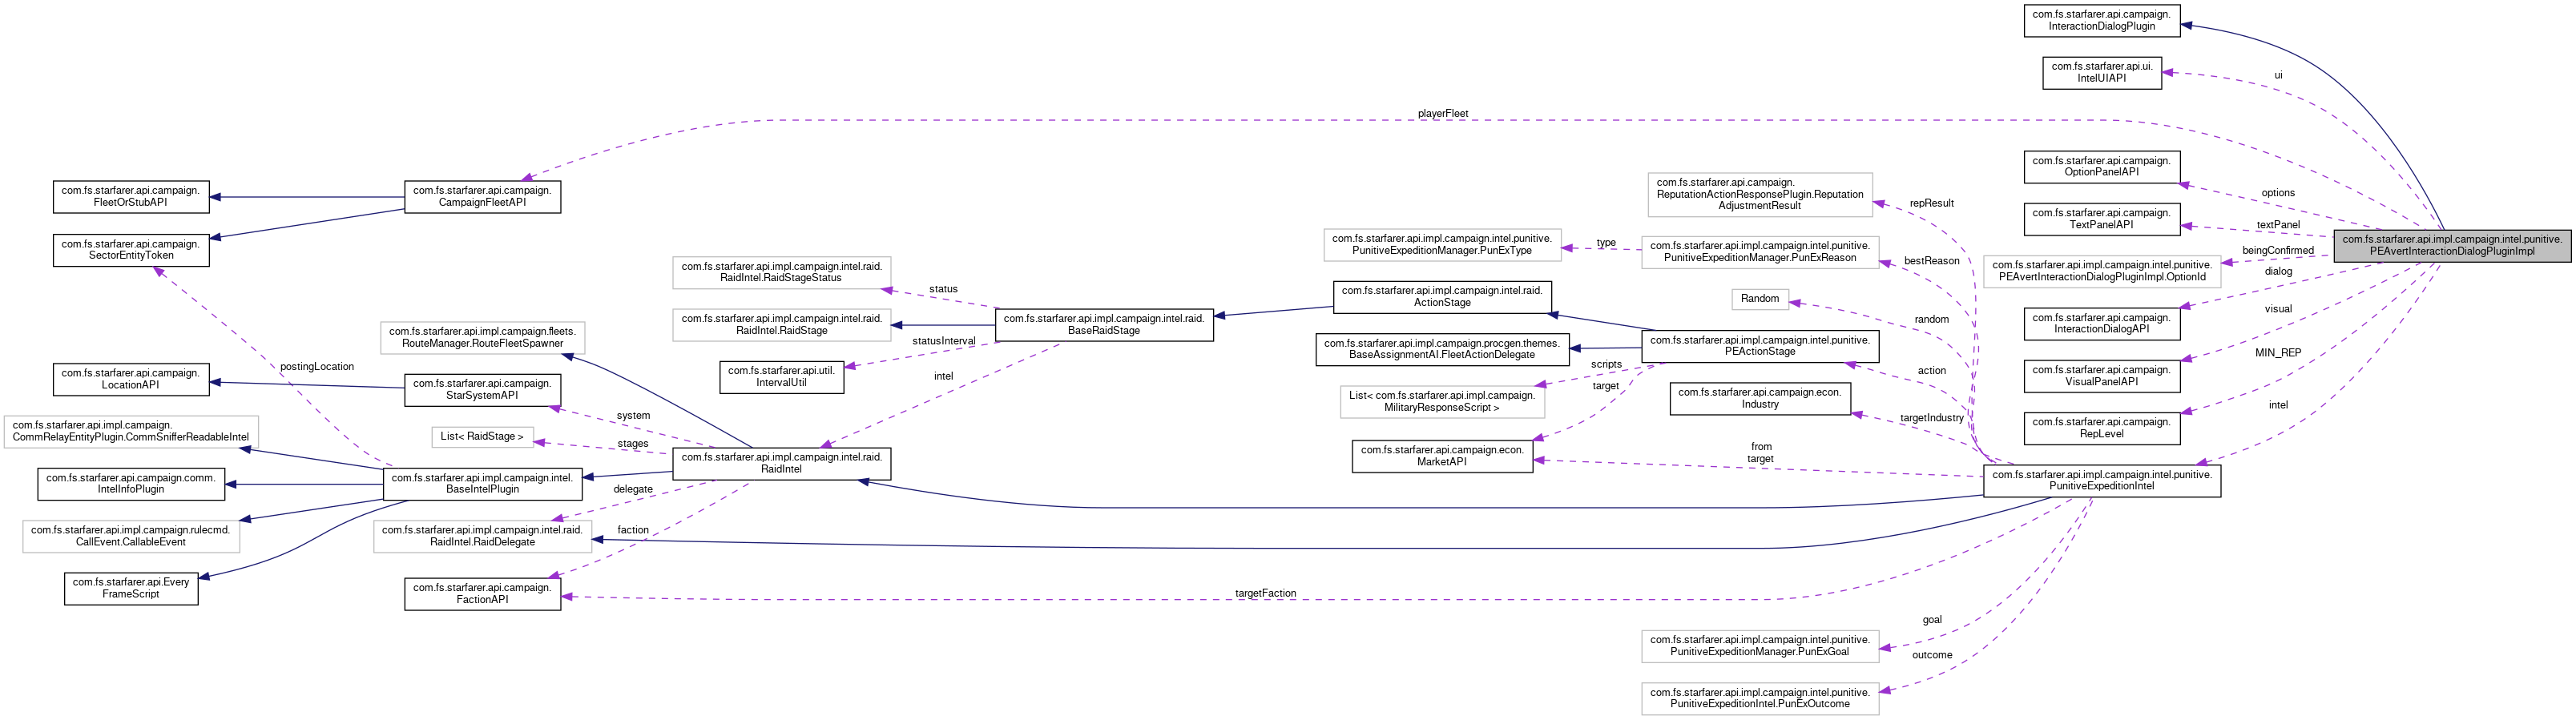 com.fs.starfarer.api.campaign.
InteractionDialogPlugin
com.fs.starfarer.api.ui.
IntelUIAPI
ui
playerFleet
com.fs.starfarer.api.campaign.
OptionPanelAPI
options
com.fs.starfarer.api.campaign.
TextPanelAPI
textPanel
com.fs.starfarer.api.impl.campaign.intel.punitive.
PEAvertInteractionDialogPluginImpl
beingConfirmed
com.fs.starfarer.api.impl.campaign.intel.punitive.
PEAvertInteractionDialogPluginImpl.OptionId
dialog
com.fs.starfarer.api.campaign.
InteractionDialogAPI
visual
com.fs.starfarer.api.campaign.
VisualPanelAPI
MIN_REP
com.fs.starfarer.api.campaign.
RepLevel
intel
com.fs.starfarer.api.impl.campaign.intel.punitive.
PunitiveExpeditionIntel
com.fs.starfarer.api.campaign.
FleetOrStubAPI
com.fs.starfarer.api.campaign.
CampaignFleetAPI
com.fs.starfarer.api.campaign.
SectorEntityToken
com.fs.starfarer.api.campaign.
ReputationActionResponsePlugin.Reputation
AdjustmentResult
repResult
com.fs.starfarer.api.impl.campaign.intel.punitive.
PunitiveExpeditionManager.PunExType
type
com.fs.starfarer.api.impl.campaign.intel.punitive.
PunitiveExpeditionManager.PunExReason
bestReason
com.fs.starfarer.api.impl.campaign.intel.raid.
RaidIntel.RaidStageStatus
status
com.fs.starfarer.api.impl.campaign.intel.raid.
ActionStage
Random
random
com.fs.starfarer.api.impl.campaign.intel.raid.
RaidIntel.RaidStage
com.fs.starfarer.api.impl.campaign.intel.raid.
BaseRaidStage
statusInterval
com.fs.starfarer.api.impl.campaign.procgen.themes.
BaseAssignmentAI.FleetActionDelegate
com.fs.starfarer.api.impl.campaign.intel.punitive.
PEActionStage
com.fs.starfarer.api.impl.campaign.fleets.
RouteManager.RouteFleetSpawner
postingLocation
com.fs.starfarer.api.util.
IntervalUtil
intel
scripts
target
action
com.fs.starfarer.api.campaign.
LocationAPI
com.fs.starfarer.api.campaign.
StarSystemAPI
List< com.fs.starfarer.api.impl.campaign.
MilitaryResponseScript >
com.fs.starfarer.api.campaign.econ.
Industry
targetIndustry
system
com.fs.starfarer.api.impl.campaign.
CommRelayEntityPlugin.CommSnifferReadableIntel
List< RaidStage >
stages
com.fs.starfarer.api.campaign.econ.
MarketAPI
from
target
com.fs.starfarer.api.impl.campaign.intel.raid.
RaidIntel
com.fs.starfarer.api.campaign.comm.
IntelInfoPlugin
com.fs.starfarer.api.impl.campaign.intel.
BaseIntelPlugin
delegate
com.fs.starfarer.api.impl.campaign.rulecmd.
CallEvent.CallableEvent
com.fs.starfarer.api.impl.campaign.intel.raid.
RaidIntel.RaidDelegate
faction
com.fs.starfarer.api.Every
FrameScript
com.fs.starfarer.api.campaign.
FactionAPI
targetFaction
goal
com.fs.starfarer.api.impl.campaign.intel.punitive.
PunitiveExpeditionManager.PunExGoal
outcome
com.fs.starfarer.api.impl.campaign.intel.punitive.
PunitiveExpeditionIntel.PunExOutcome